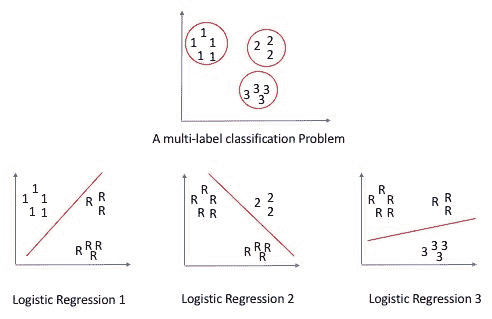 1
1 1
1 1
2 2
2
3 3 3
3
A multi-label classification Problem
1
1 1
1 1
R R
R
R R R
R
Logistic Regression 1
R
R R
R R
2 2
2
R R R
R
Logistic Regression 2
R
R R
R R
R R
R
3 3 3
3
Logistic Regression 3